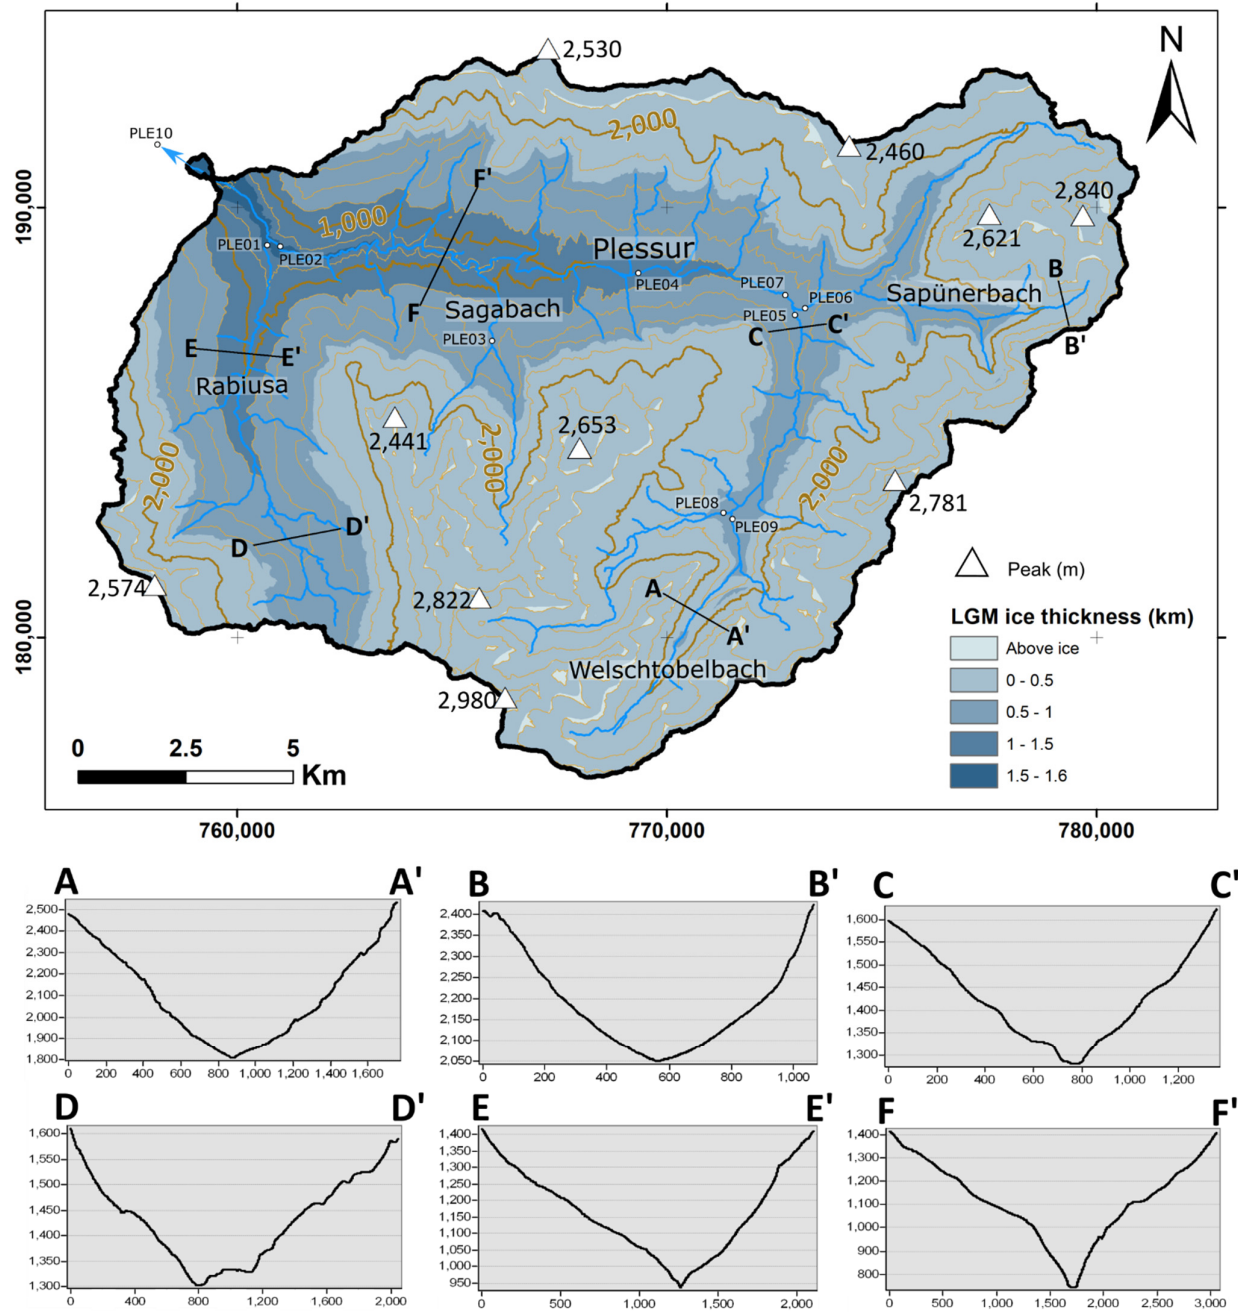 2,530
N
2,000
PLE10
2,460
F'
2,840
190,000
1,000
2,621
PLE01
PLE02
Plessur
B
PLE04
PLE07
Sapünerbach
F
Sagabach
PLE06
PLE05
C
C'
PLE03
B'
E
E'
Rabiusa
2,441
2,653
2,000
2,000
2,000
2,781
PLE08
PLE09
D
D'
Peak (m)
2,574
2,822
A
A'
LGM ice thickness (km)
Above ice
0 - 0.5
0.5 - 1
1 - 1.5
1.5 - 1.6
180,000
Welschtobelbach
2,980
0 2.5 5
Km
760,000 770,000 780,000
A A'
2,500
2,400
2,300
2,200
2,100
2,000
1,900
1,800
0 200 400 600 800 1,000 1,200 1,400 1,600
B B'
2,400
2,350
2,300
2,250
2,200
2,150
2,100
2,050
0 200 400 600 800 1,000
C C'
1,600
1,550
1,500
1,450
1,400
1,350
1,300
0 200 400 600 800 1,000 1,200
D D'
1,600
1,550
1,500
1,450
1,400
1,350
1,300
0 400 800 1,200 1,600 2,000
E E'
1,400
1,350
1,300
1,250
1,200
1,150
1,100
1,050
1,000
950
0 500 1,000 1,500 2,000
F F'
1,400
1,300
1,200
1,100
1,000
900
800
0 500 1,000 1,500 2,000 2,500 3,000